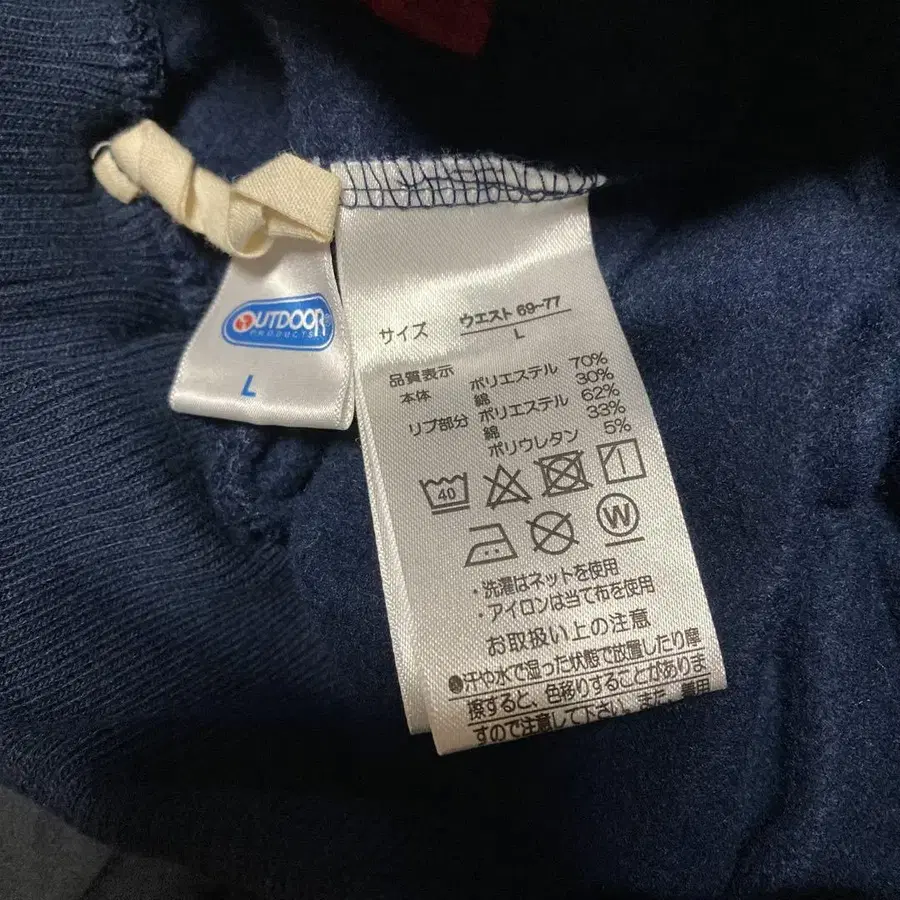 OUTDOOR®
PRODUCTS
L
サイズ ウエスト 69~77
L
品質表示
本体 ポリエステル 70%
綿 30%
リブ部分 ポリエステル 62%
綿 33%
ポリウレタン 5%
40
W
・洗濯はネットを使用
・アイロンは当て布を使用
お取扱い上の注意
●汗や水で湿った状態で放置したり摩
擦すると、色移りすることがありま
すので注意して下さい。また、着用